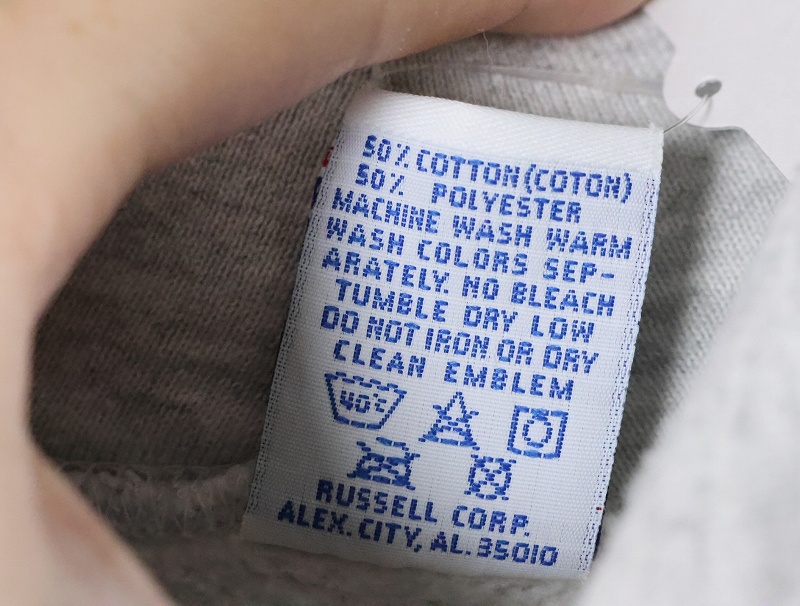 50% COTTON (COTON)
50% POLYESTER
MACHINE WASH WARM
WASH COLORS SEP-
ARATELY. NO BLEACH
TUMBLE DRY LOW
DO NOT IRON OR DRY
CLEAN EMBLEM
40°C
RUSSELL CORP.
ALEX. CITY, AL. 35010